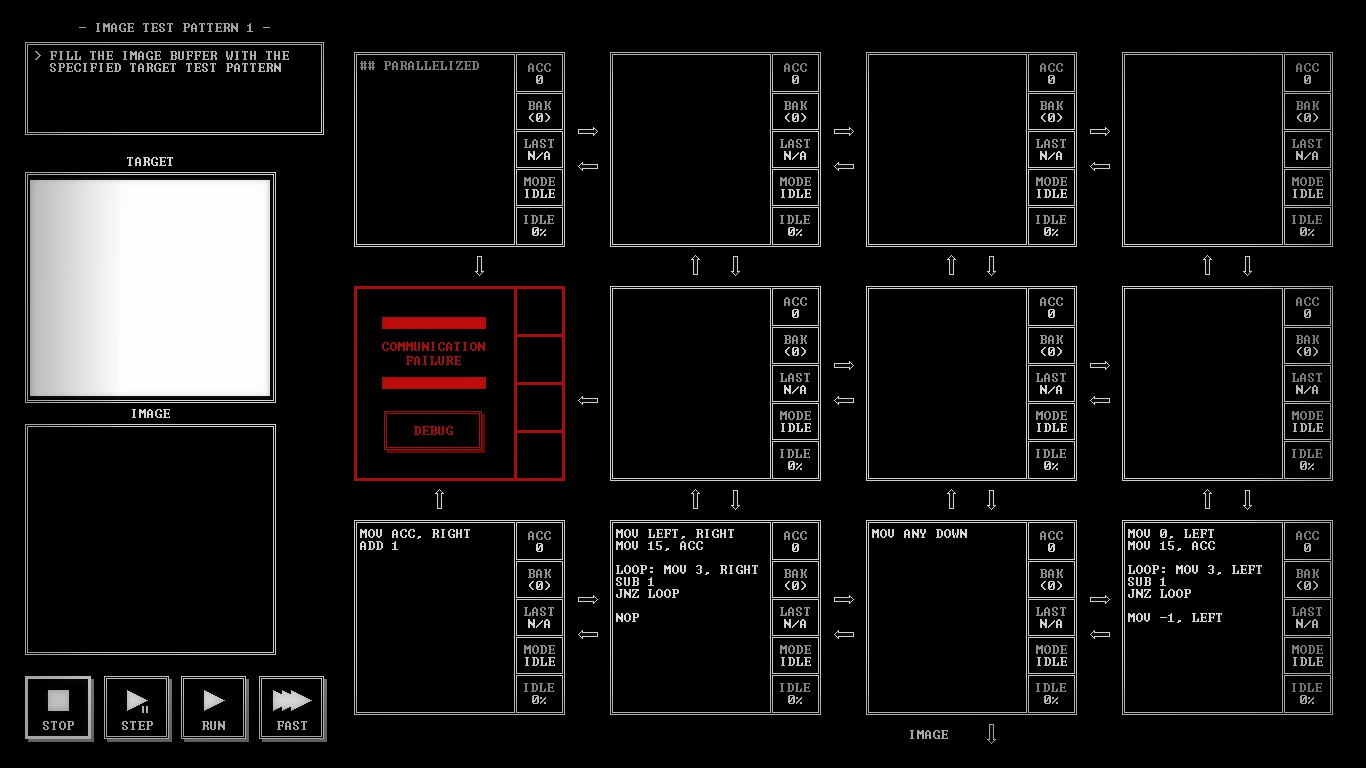 - IMAGE TEST PATTERN 1 -
> FILL THE IMAGE BUFFER WITH THE
SPECIFIED TARGET TEST PATTERN
TARGET
IMAGE
STOP
STEP
RUN
FAST
## PARALLELIZED
ACC
0
BAK
(0)
LAST
N/A
MODE
IDLE
IDLE
0%
ACC
0
BAK
(0)
LAST
N/A
MODE
IDLE
IDLE
0%
ACC
0
BAK
(0)
LAST
N/A
MODE
IDLE
IDLE
0%
ACC
0
BAK
(0)
LAST
N/A
MODE
IDLE
IDLE
0%
COMMUNICATION
FAILURE
DEBUG
ACC
0
BAK
(0)
LAST
N/A
MODE
IDLE
IDLE
0%
ACC
0
BAK
(0)
LAST
N/A
MODE
IDLE
IDLE
0%
ACC
0
BAK
(0)
LAST
N/A
MODE
IDLE
IDLE
0%
MOV ACC, RIGHT
ADD 1
ACC
0
BAK
(0)
LAST
N/A
MODE
IDLE
IDLE
0%
MOV LEFT, RIGHT
MOV 15, ACC
LOOP: MOV 3, RIGHT
SUB 1
JNZ LOOP
NOP
ACC
0
BAK
(0)
LAST
N/A
MODE
IDLE
IDLE
0%
MOV ANY DOWN
ACC
0
BAK
(0)
LAST
N/A
MODE
IDLE
IDLE
0%
MOV 0, LEFT
MOV 15, ACC
LOOP: MOV 3, LEFT
SUB 1
JNZ LOOP
MOV -1, LEFT
ACC
0
BAK
(0)
LAST
N/A
MODE
IDLE
IDLE
0%
IMAGE